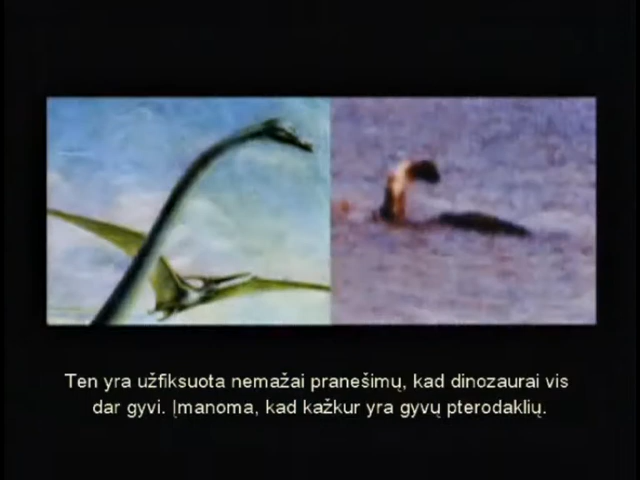 Ten yra užfiksuota nemažai pranešimų, kad dinozaurai vis
dar gyvi. Įmanoma, kad kažkur yra gyvų pterodaklių.